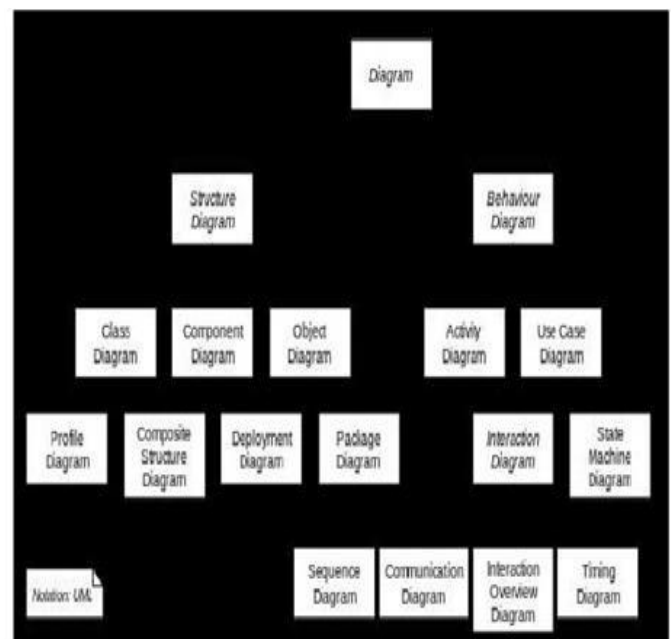 Diagram
Structure
Diagram
Behaviour
Diagram
Class
Diagram
Component
Diagram
Object
Diagram
Activity
Diagram
Use Case
Diagram
Profile
Diagram
Composite
Structure
Diagram
Deployment
Diagram
Package
Diagram
Interaction
Diagram
State
Machine
Diagram
Notation: UML
Sequence
Diagram
Communication
Diagram
Interaction
Overview
Diagram
Timing
Diagram